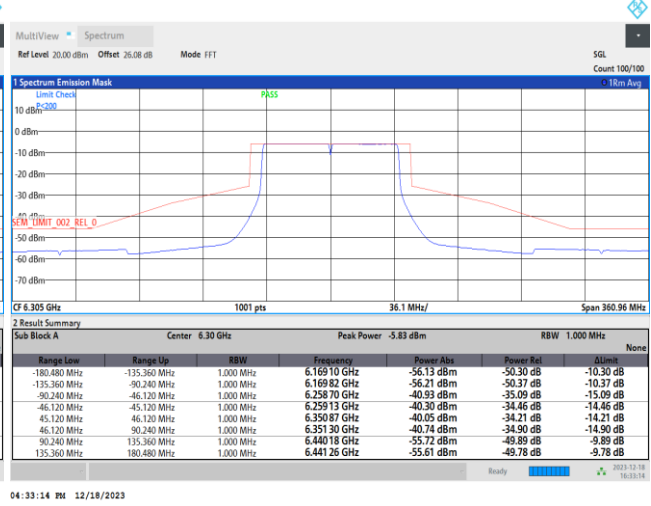 MultiView Spectrum
Ref Level 20.00 dBm Offset 26.08 dB Mode FFT SGL
Count 100/100
1 Spectrum Emission Mask 1Rm Avg
Limit Check PASS
P<200
10 dBm
0 dBm
-10 dBm
-20 dBm
-30 dBm
-40 dBm
SEM_LIMIT_002_REL_0
-50 dBm
-60 dBm
-70 dBm
CF 6.305 GHz 1001 pts 36.1 MHz/ Span 360.96 MHz
2 Result Summary
Sub Block A Center 6.30 GHz Peak Power -5.83 dBm RBW 1.000 MHz
None
Range Low Range Up RBW Frequency Power Abs Power Rel ΔLimit
-180.480 MHz -135.360 MHz 1.000 MHz 6.169 10 GHz -56.13 dBm -50.30 dB -10.30 dB
-135.360 MHz -90.240 MHz 1.000 MHz 6.169 82 GHz -56.21 dBm -50.37 dB -10.37 dB
-90.240 MHz -46.120 MHz 1.000 MHz 6.258 70 GHz -40.93 dBm -35.09 dB -15.09 dB
-46.120 MHz -45.120 MHz 1.000 MHz 6.259 13 GHz -40.30 dBm -34.46 dB -14.46 dB
45.120 MHz 46.120 MHz 1.000 MHz 6.350 87 GHz -40.05 dBm -34.21 dB -14.21 dB
46.120 MHz 90.240 MHz 1.000 MHz 6.351 30 GHz -40.74 dBm -34.90 dB -14.90 dB
90.240 MHz 135.360 MHz 1.000 MHz 6.440 18 GHz -55.72 dBm -49.89 dB -9.89 dB
135.360 MHz 180.480 MHz 1.000 MHz 6.441 26 GHz -55.61 dBm -49.78 dB -9.78 dB
Ready 2023-12-18
16:33:14
04:33:14 PM 12/18/2023